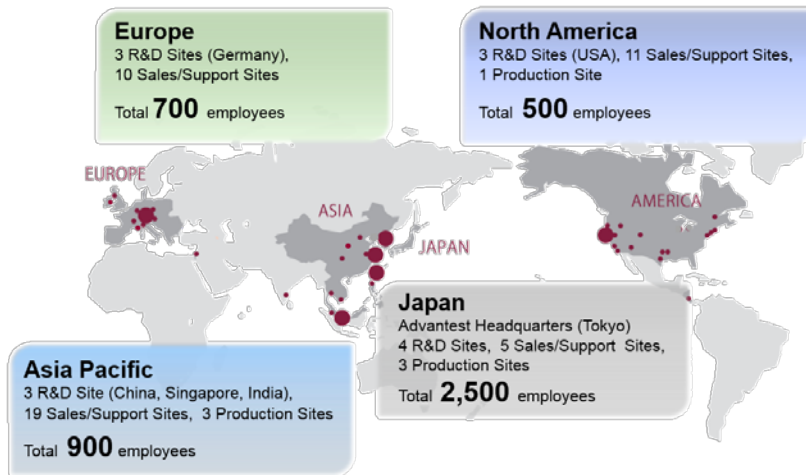 Europe
3 R&D Sites (Germany),
10 Sales/Support Sites
Total 700 employees
North America
3 R&D Sites (USA), 11 Sales/Support Sites,
1 Production Site
Total 500 employees
EUROPE
ASIA
JAPAN
AMERICA
Japan
Advantest Headquarters (Tokyo)
4 R&D Sites, 5 Sales/Support Sites,
3 Production Sites
Total 2,500 employees
Asia Pacific
3 R&D Site (China, Singapore, India),
19 Sales/Support Sites, 3 Production Sites
Total 900 employees